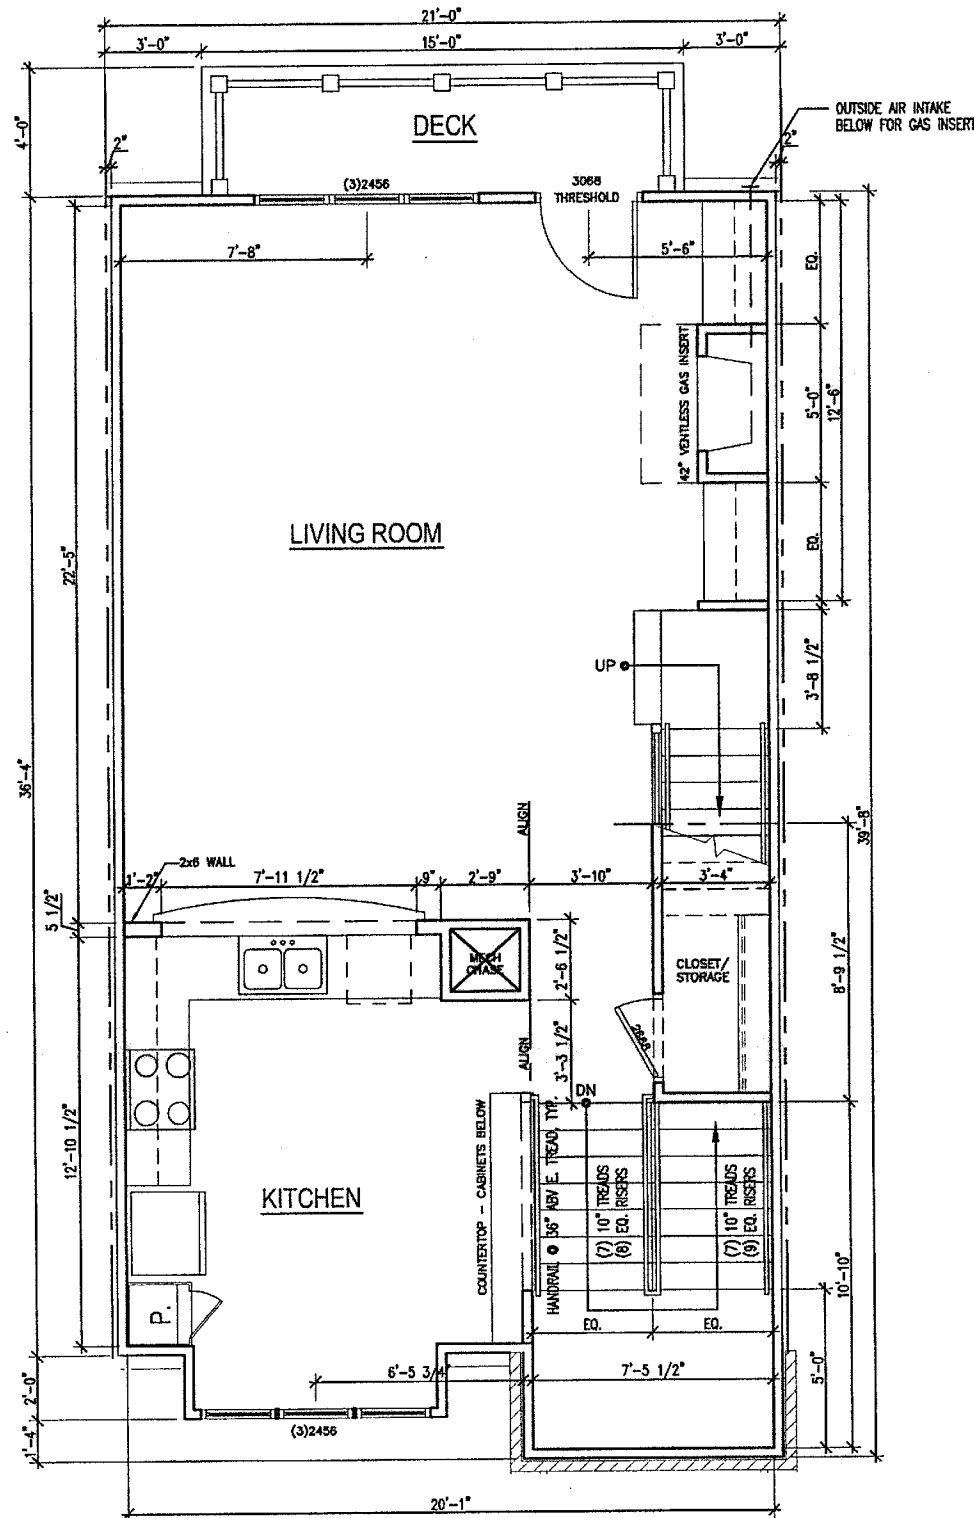 21'-0"
3'-0"
15'-0"
3'-0"
4'-0"
2"
DECK
OUTSIDE AIR INTAKE
BELOW FOR GAS INSERT
2"
(3)2456
3068
THRESHOLD
7'-8"
5'-6"
EQ.
42" VENTLESS GAS INSERT
5'-0"
12'-6"
LIVING ROOM
EQ.
22'-5"
UP
3'-8 1/2"
36'-4"
39'-8"
ALIGN
2x6 WALL
1'-2"
7'-11 1/2"
9"
2'-9"
3'-10"
3'-4"
5 1/2"
MECH
CHASE
2'-6 1/2"
CLOSET/
STORAGE
8'-9 1/2"
2668
ALIGN
3'-3 1/2"
DN
12'-10 1/2"
COUNTERTOP - CABINETS BELOW
HANDRAIL @ 36" ABV E. TREAD, TYP.
(7) 10" TREADS
(8) EQ. RISERS
(7) 10" TREADS
(9) EQ. RISERS
KITCHEN
10'-10"
P.
EQ.
EQ.
6'-5 3/4"
7'-5 1/2"
5'-0"
2'-0"
1'-4"
(3)2456
20'-1"